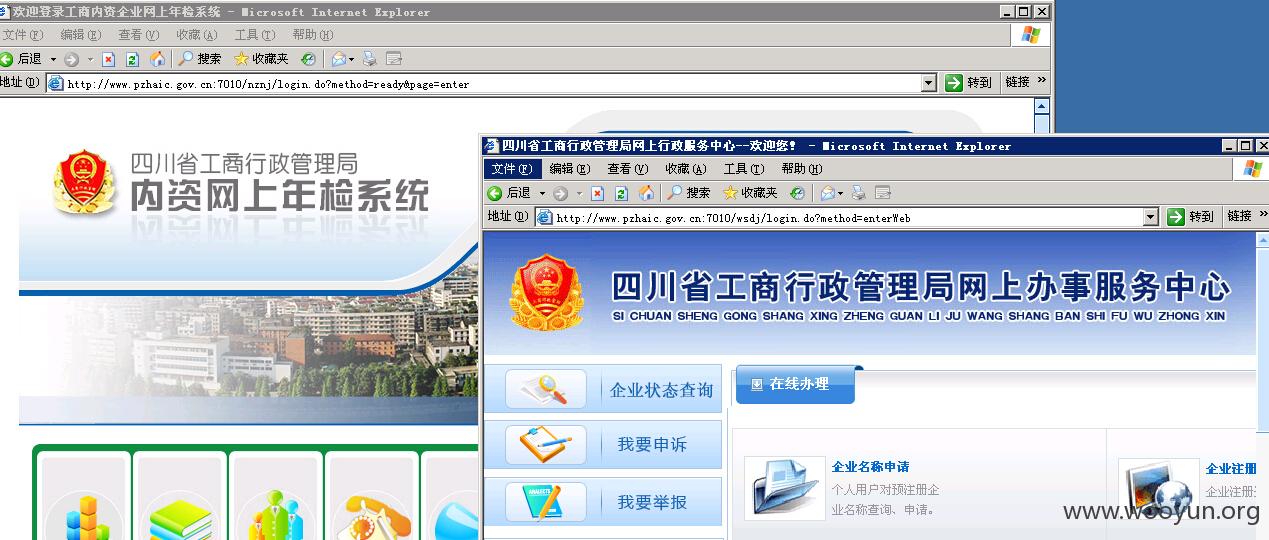 欢迎登录工商内资企业网上年检系统 - Microsoft Internet Explorer
文件(F) 编辑(E) 查看(V) 收藏(A) 工具(T) 帮助(H)
后退 搜索 收藏夹
地址(D) http://www.pzhaic.gov.cn:7010/nznj/login.do?method=ready&page=enter 转到 链接 »
四川省工商行政管理局
内资网上年检系统
四川省工商行政管理局网上行政服务中心--欢迎您! - Microsoft Internet Explorer
文件(F) 编辑(E) 查看(V) 收藏(A) 工具(T) 帮助(H)
后退 搜索 收藏夹
地址(D) http://www.pzhaic.gov.cn:7010/wsdj/login.do?method=enterWeb 转到 链接 »
四川省工商行政管理局网上办事服务中心
SI CHUAN SHENG GONG SHANG XING ZHENG GUAN LI JU WANG SHANG BAN SHI FU WU ZHONG XIN
企业状态查询
我要申诉
我要举报
在线办理
企业名称申请
个人用户对预注册企
业名称查询、申请。
企业注册
企业注册
www.wooyun.org